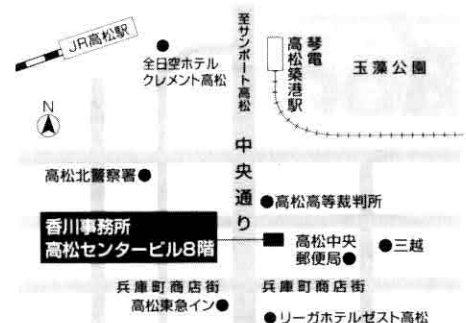 JR高松駅
全日空ホテル
クレメント高松
至サンポート高松
琴電
高松築港駅
玉藻公園
N
中央通り
高松北警察署
高松高等裁判所
香川事務所
高松センタービル8階
高松中央
郵便局
三越
兵庫町商店街
兵庫町商店街
高松東急イン
リーガホテルゼスト高松